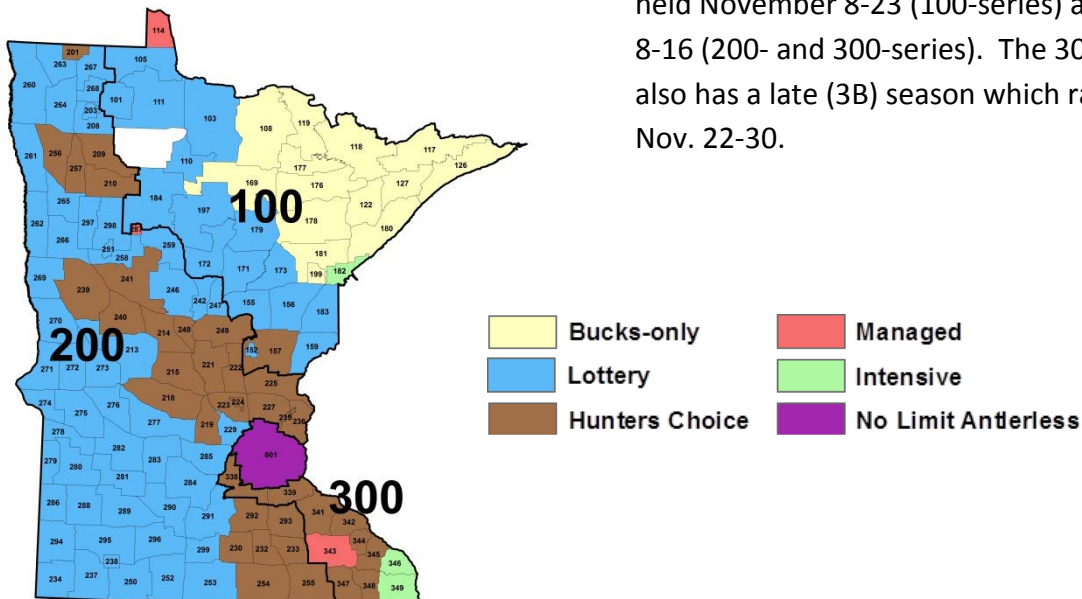 held November 8-23 (100-series) a
8-16 (200- and 300-series). The 30
also has a late (3B) season which ra
Nov. 22-30.
114
201
263 267 105
260 268
264 203 101 111 103
208
108 119
118 117
126
110
256 209
261 257
210
177
169 176 127
184
265
197 100
122
178
179 180
262 297 298
266
251 258 259
181
172 171 173 199 182
269 241
239 246
242 247 155 156 183
240
270 214 248 249
200 213
152 157 159
271 272 273 215 221 222
225
274 218
275 276 223 224 227
235 236
277 219 229
278
282 285 601
279 280 283
281 284 338
339 300
286 288 289 290 291 292 293 341 342
294 295 296 299 230 232 233 343 344 345
238
346
234 237 250 252 253 254 255 347 348 349
Bucks-only Managed
Lottery Intensive
Hunters Choice No Limit Antlerless